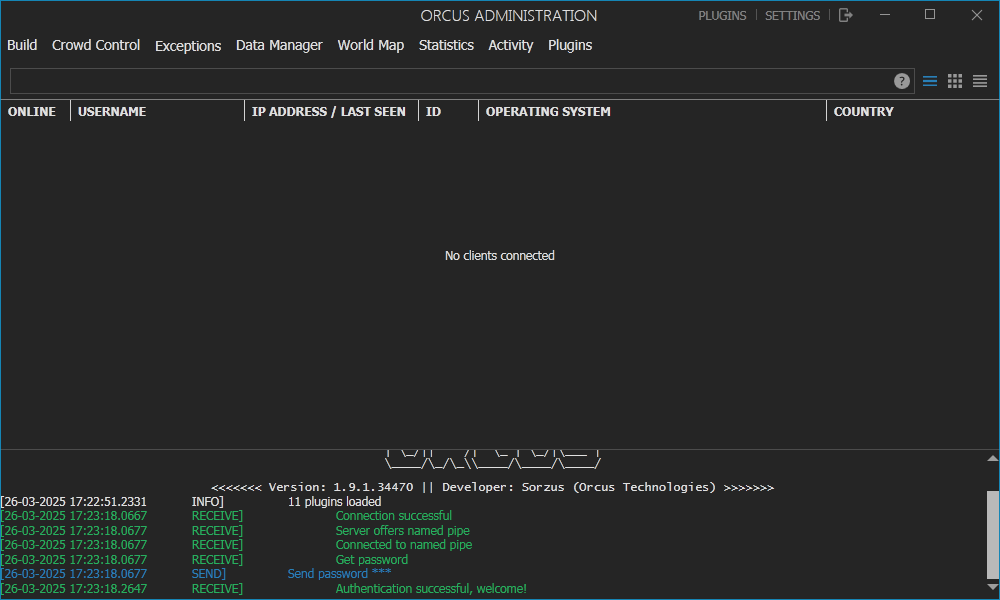 ORCUS ADMINISTRATION PLUGINS SETTINGS
Build Crowd Control Exceptions Data Manager World Map Statistics Activity Plugins
?
ONLINE USERNAME IP ADDRESS / LAST SEEN ID OPERATING SYSTEM COUNTRY
No clients connected
<<<<<<< Version: 1.9.1.34470 || Developer: Sorzus (Orcus Technologies) >>>>>>>
[26-03-2025 17:22:51.2331 INFO] 11 plugins loaded
[26-03-2025 17:23:18.0667 RECEIVE] Connection successful
[26-03-2025 17:23:18.0677 RECEIVE] Server offers named pipe
[26-03-2025 17:23:18.0677 RECEIVE] Connected to named pipe
[26-03-2025 17:23:18.0677 RECEIVE] Get password
[26-03-2025 17:23:18.0677 SEND] Send password ***
[26-03-2025 17:23:18.2647 RECEIVE] Authentication successful, welcome!